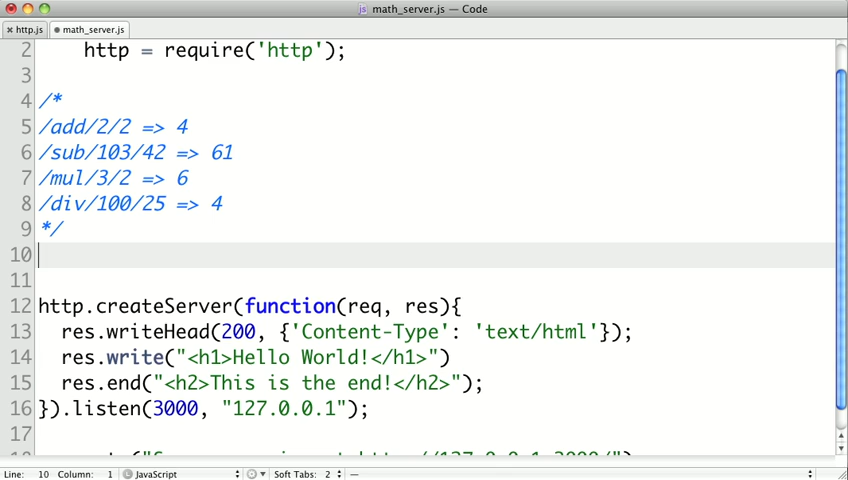 math_server.js — Code
http.js
math_server.js
2 http = require('http');
3
4 /*
5 /add/2/2 => 4
6 /sub/103/42 => 61
7 /mul/3/2 => 6
8 /div/100/25 => 4
9 */
10
11
12 http.createServer(function(req, res){
13 res.writeHead(200, {'Content-Type': 'text/html'});
14 res.write("<h1>Hello World!</h1>")
15 res.end("<h2>This is the end!</h2>");
16 }).listen(3000, "127.0.0.1");
17
Line: 10 Column: 1 JavaScript Soft Tabs: 2 —